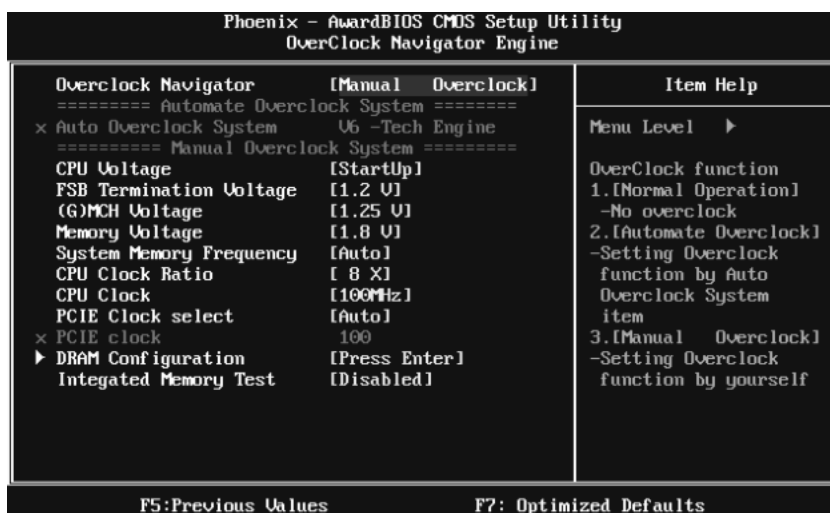 Phoenix - AwardBIOS CMOS Setup Utility
OverClock Navigator Engine
Overclock Navigator [Manual Overclock]
========= Automate Overclock System ========
x Auto Overclock System V6 -Tech Engine
========== Manual Overclock System =========
CPU Voltage [StartUp]
FSB Termination Voltage [1.2 V]
(G)MCH Voltage [1.25 V]
Memory Voltage [1.8 V]
System Memory Frequency [Auto]
CPU Clock Ratio [ 8 X]
CPU Clock [100MHz]
PCIE Clock select [Auto]
x PCIE clock 100
DRAM Configuration [Press Enter]
Integated Memory Test [Disabled]
Item Help
Menu Level
OverClock function
1.[Normal Operation]
-No overclock
2.[Automate Overclock]
-Setting Overclock
function by Auto
Overclock System
item
3.[Manual Overclock]
-Setting Overclock
function by yourself
F5:Previous Values F7: Optimized Defaults